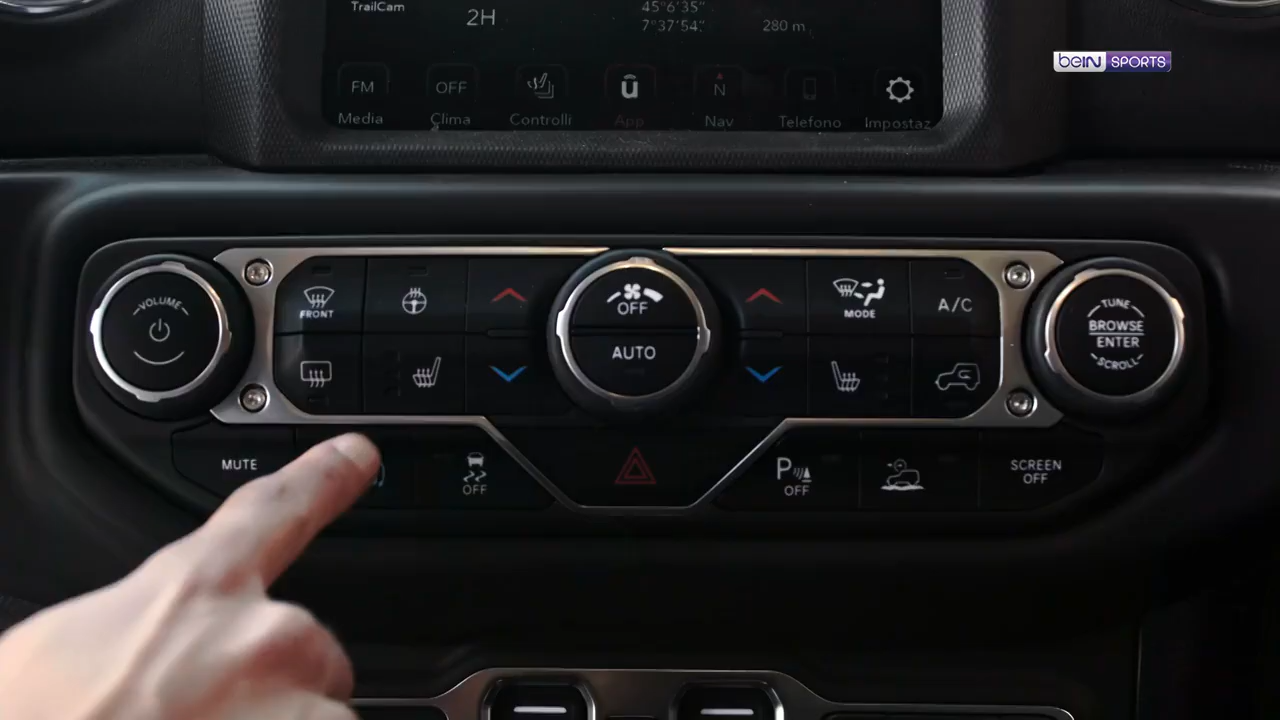 TrailCam
2H
45°6'35"
7°37'54"
280 m
beIN SPORTS
FM
OFF
N
Media
Clima
Controlli
App
Nav
Telefono
Impostaz
VOLUME
FRONT
OFF
AUTO
MODE
A/C
TUNE
BROWSE
ENTER
SCROLL
MUTE
OFF
P
OFF
SCREEN
OFF